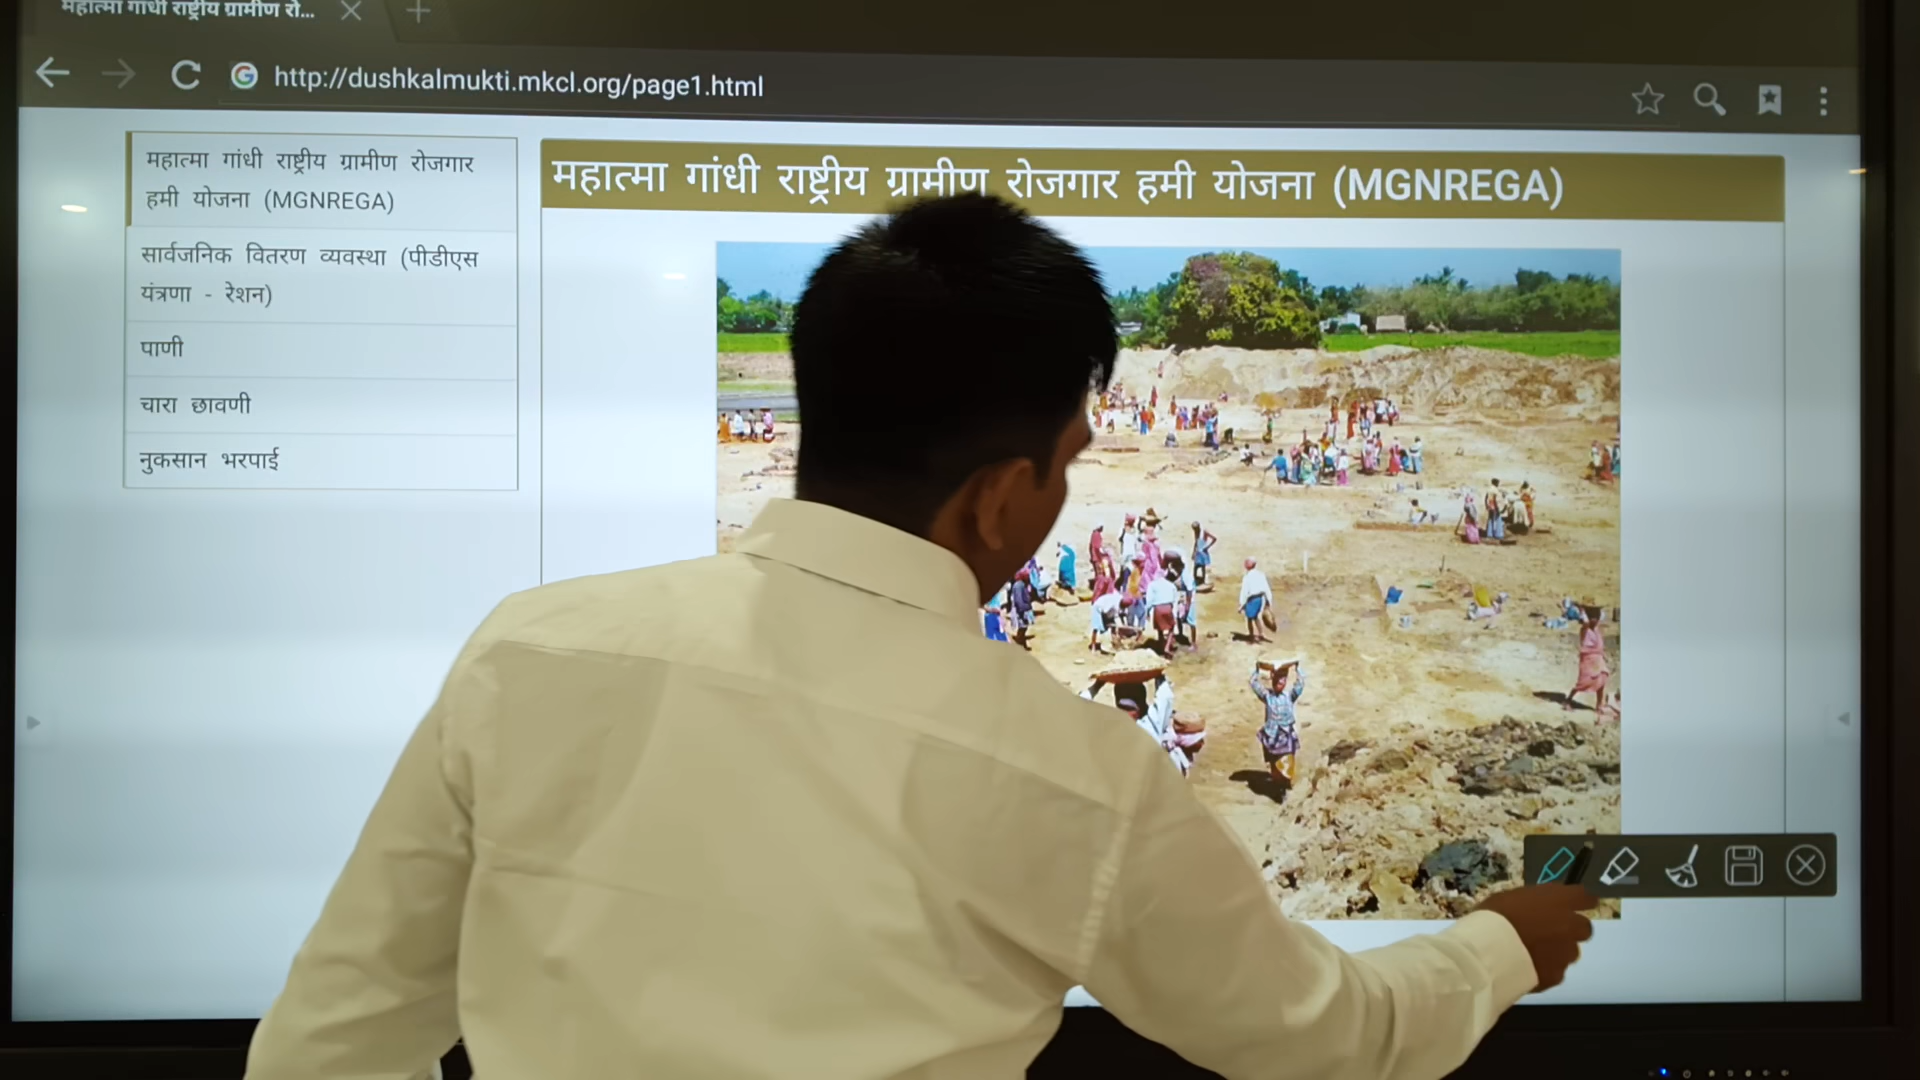 महात्मा गांधी राष्ट्रीय ग्रामीण रो...
http://dushkalmukti.mkcl.org/page1.html
महात्मा गांधी राष्ट्रीय ग्रामीण रोजगार
हमी योजना (MGNREGA)
सार्वजनिक वितरण व्यवस्था (पीडीएस
यंत्रणा - रेशन)
पाणी
चारा छावणी
नुकसान भरपाई
महात्मा गांधी राष्ट्रीय ग्रामीण रोजगार हमी योजना (MGNREGA)